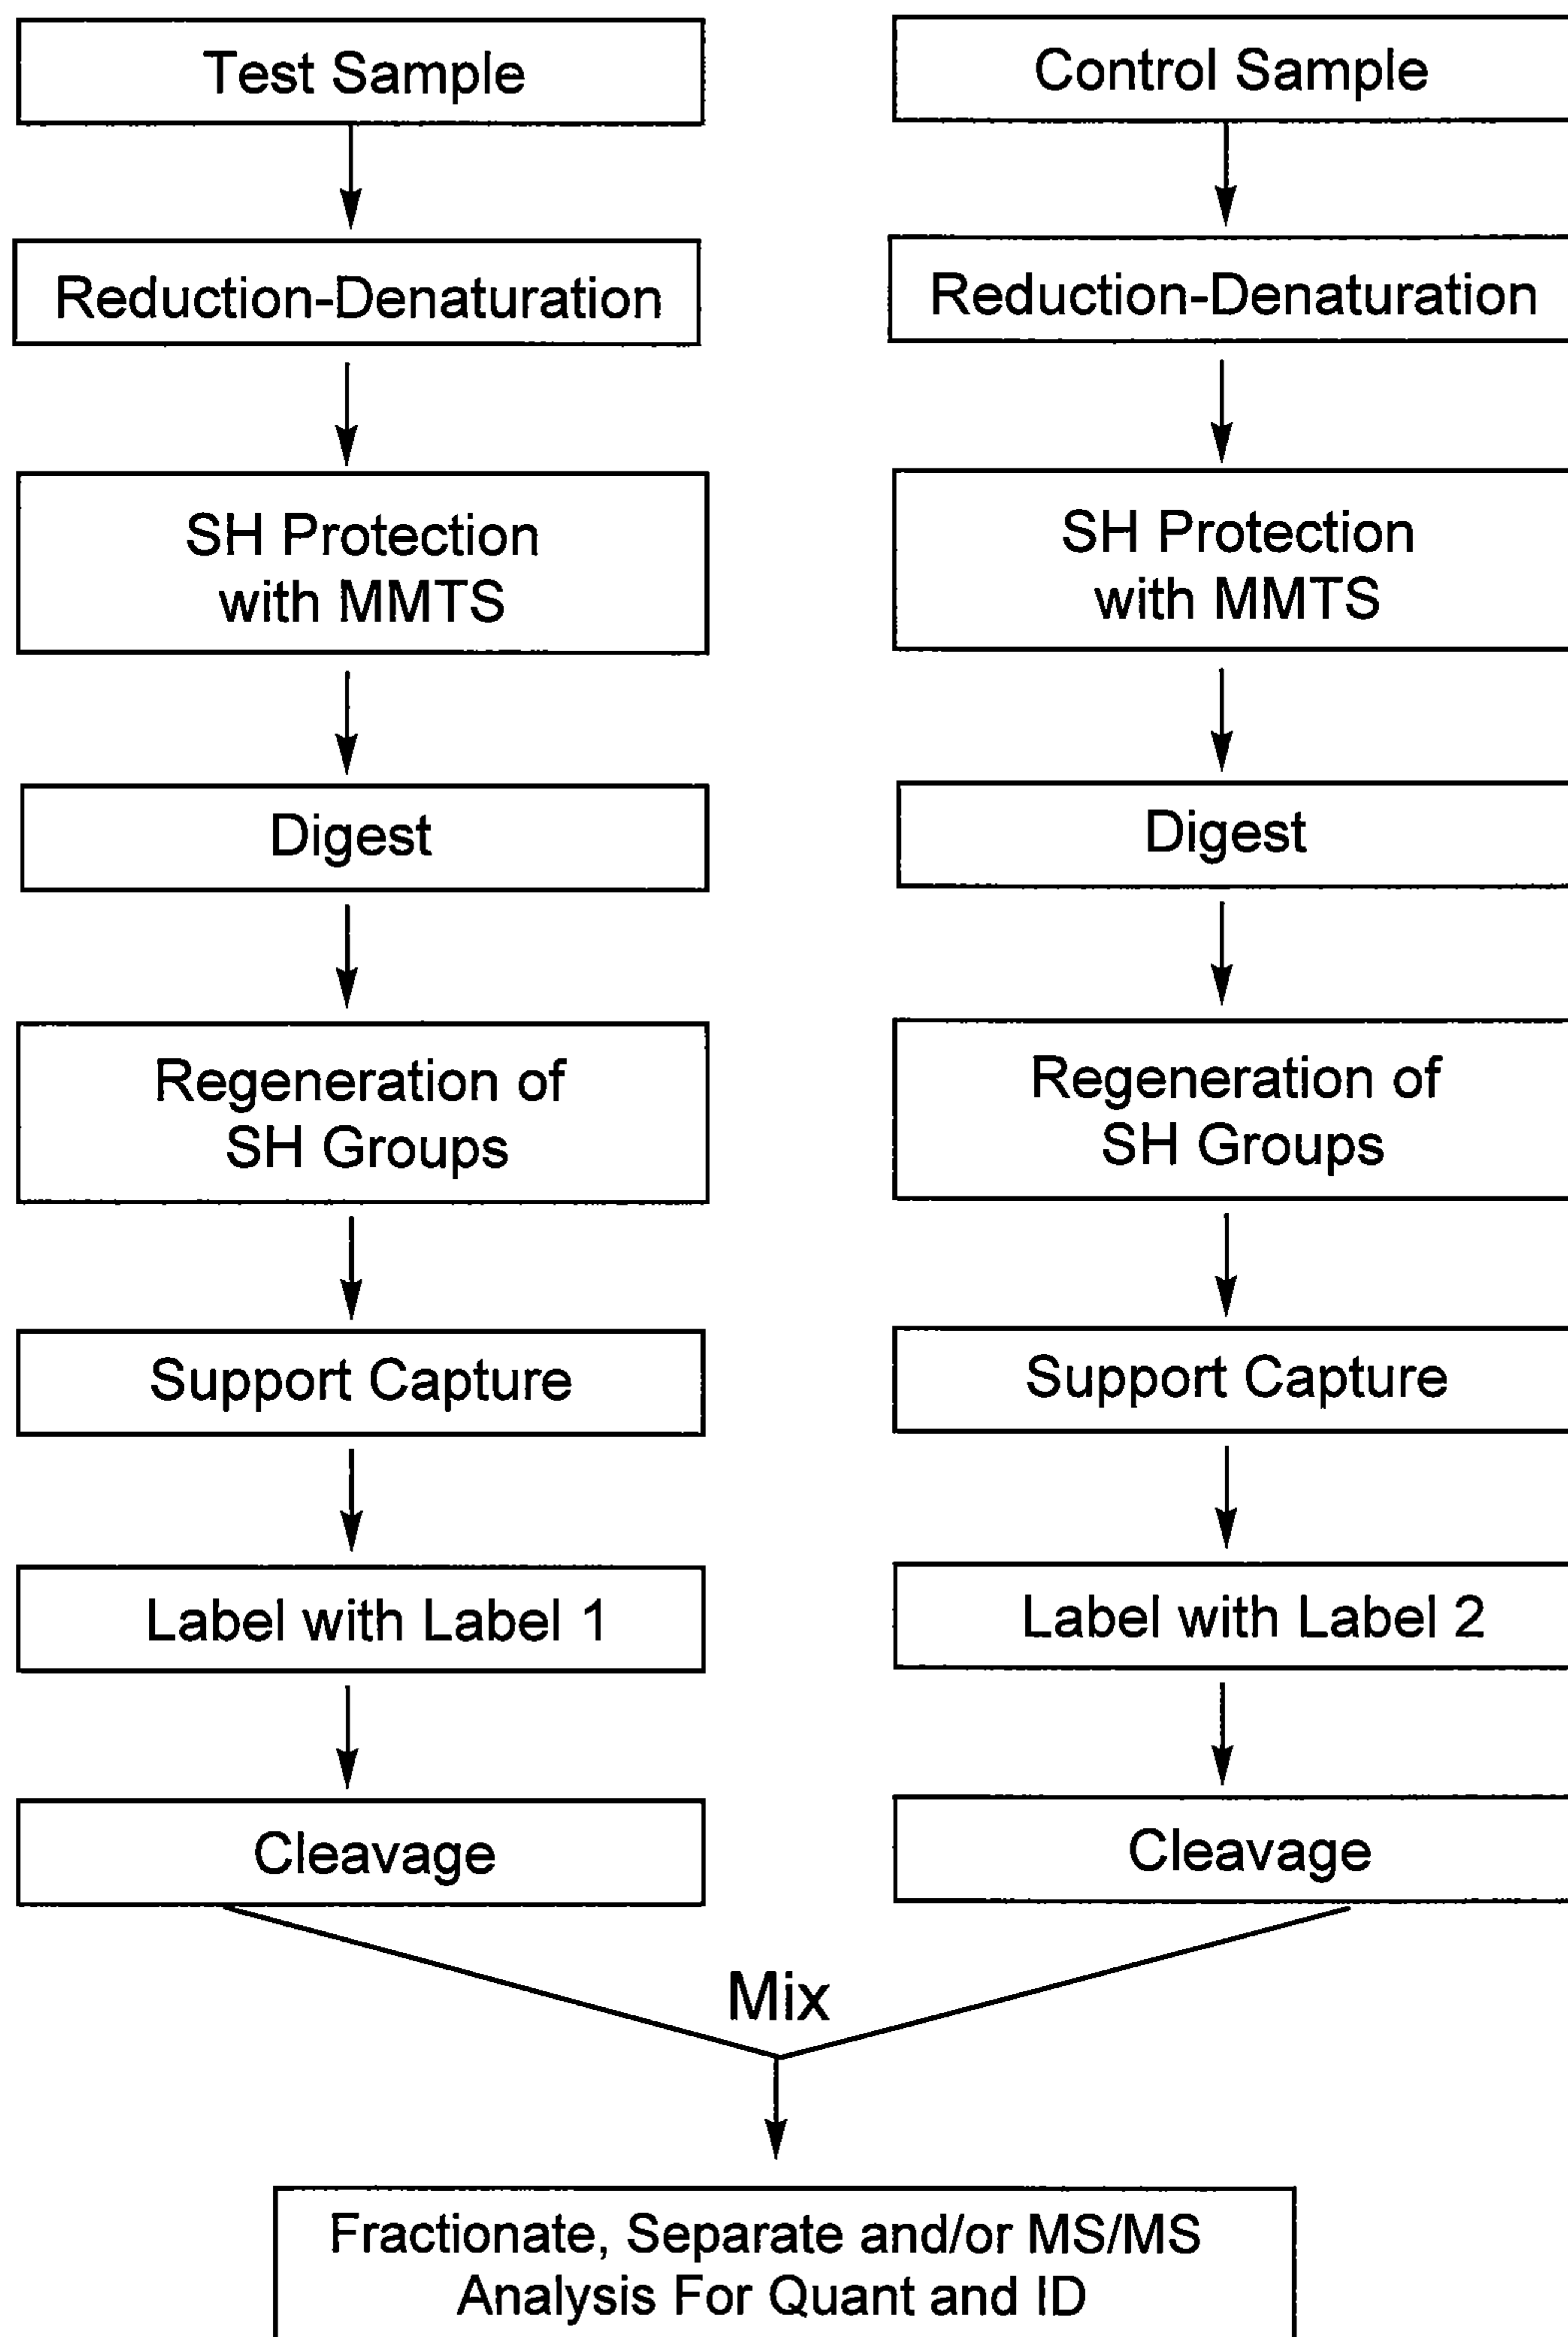 Test Sample
Control Sample
Reduction-Denaturation
Reduction-Denaturation
SH Protection
with MMTS
SH Protection
with MMTS
Digest
Digest
Regeneration of
SH Groups
Regeneration of
SH Groups
Support Capture
Support Capture
Label with Label 1
Label with Label 2
Cleavage
Cleavage
Mix
Fractionate, Separate and/or MS/MS
Analysis For Quant and ID